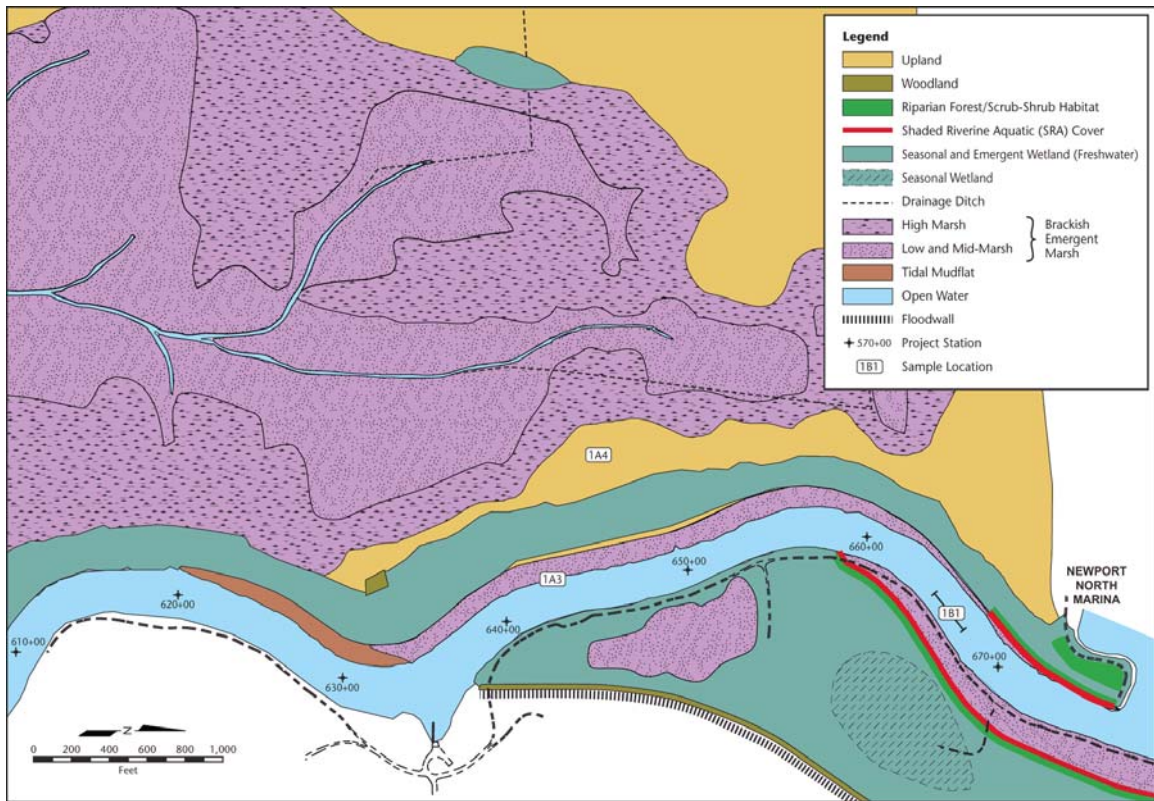 Legend
Upland
Woodland
Riparian Forest/Scrub-Shrub Habitat
Shaded Riverine Aquatic (SRA) Cover
Seasonal and Emergent Wetland (Freshwater)
Seasonal Wetland
Drainage Ditch
High Marsh
Low and Mid-Marsh
Brackish
Emergent
Marsh
Tidal Mudflat
Open Water
Floodwall
570+00 Project Station
1B1 Sample Location
1A4
1A3
660+00
650+00
620+00
640+00
1B1
610+00
670+00
630+00
NEWPORT
NORTH
MARINA
N
0 200 400 600 800 1,000
Feet